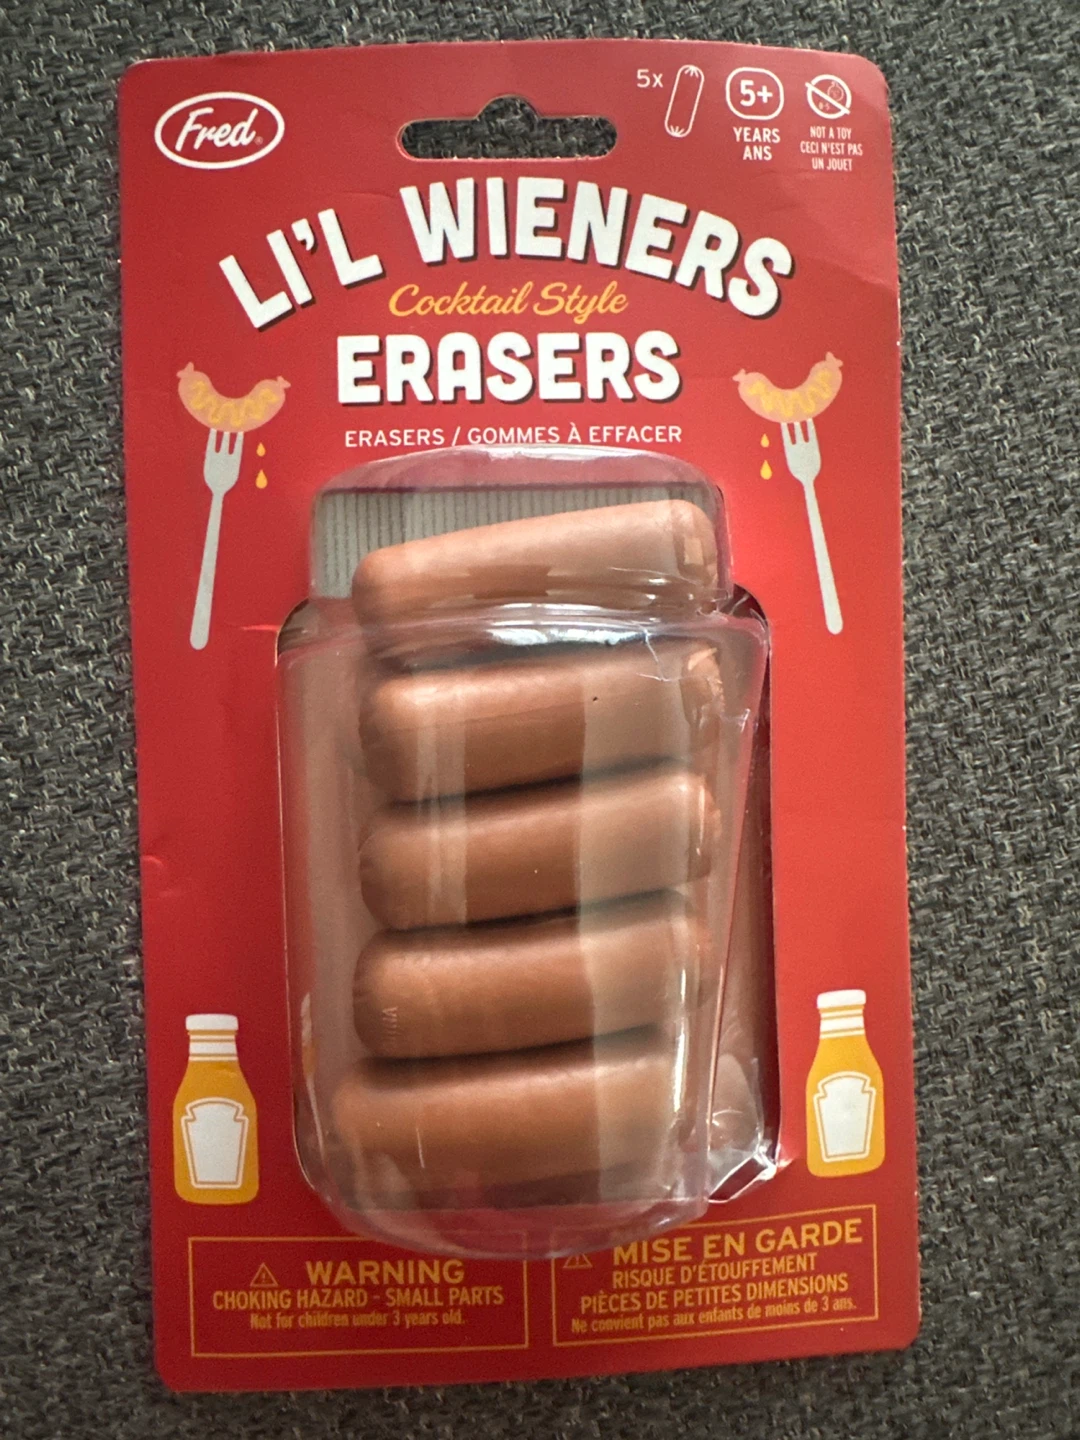 Fred
5x
5+
YEARS
ANS
NOT A TOY
CECI N'EST PAS
UN JOUET
LI'L WIENERS
Cocktail Style
ERASERS
ERASERS / GOMMES À EFFACER
WARNING
CHOKING HAZARD - SMALL PARTS
Not for children under 3 years old.
MISE EN GARDE
RISQUE D'ÉTOUFFEMENT
PIÈCES DE PETITES DIMENSIONS
Ne convient pas aux enfants de moins de 3 ans.